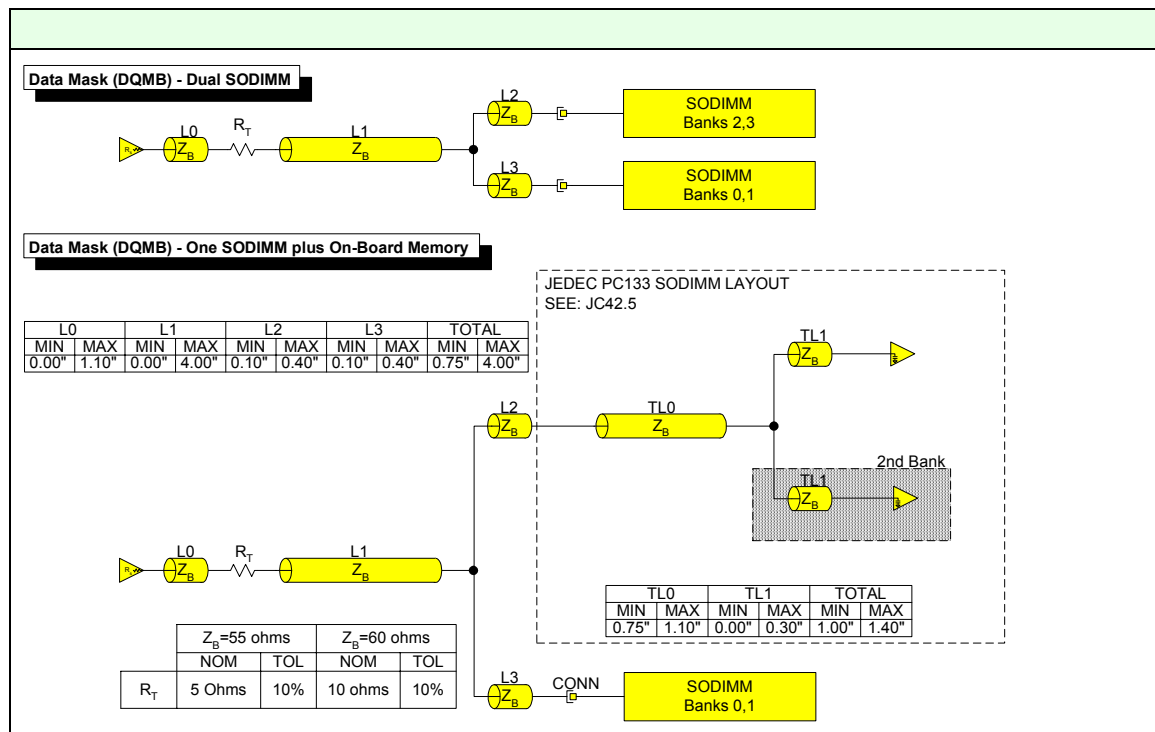 Data Mask (DQMB) - Dual SODIMM
L0
ZB
RT
L1
ZB
L2
ZB
SODIMM
Banks 2,3
L3
ZB
SODIMM
Banks 0,1
Data Mask (DQMB) - One SODIMM plus On-Board Memory
JEDEC PC133 SODIMM LAYOUT
SEE: JC42.5
L0 L1 L2 L3 TOTAL
MIN MAX MIN MAX MIN MAX MIN MAX MIN MAX
0.00" 1.10" 0.00" 4.00" 0.10" 0.40" 0.10" 0.40" 0.75" 4.00"
TL1
ZB
L2
ZB
TL0
ZB
2nd Bank
TL1
ZB
L0
ZB
RT
L1
ZB
TL0 TL1 TOTAL
MIN MAX MIN MAX MIN MAX
0.75" 1.10" 0.00" 0.30" 1.00" 1.40"
ZB=55 ohms ZB=60 ohms
NOM TOL NOM TOL
RT 5 Ohms 10% 10 ohms 10%
L3
ZB
CONN
SODIMM
Banks 0,1